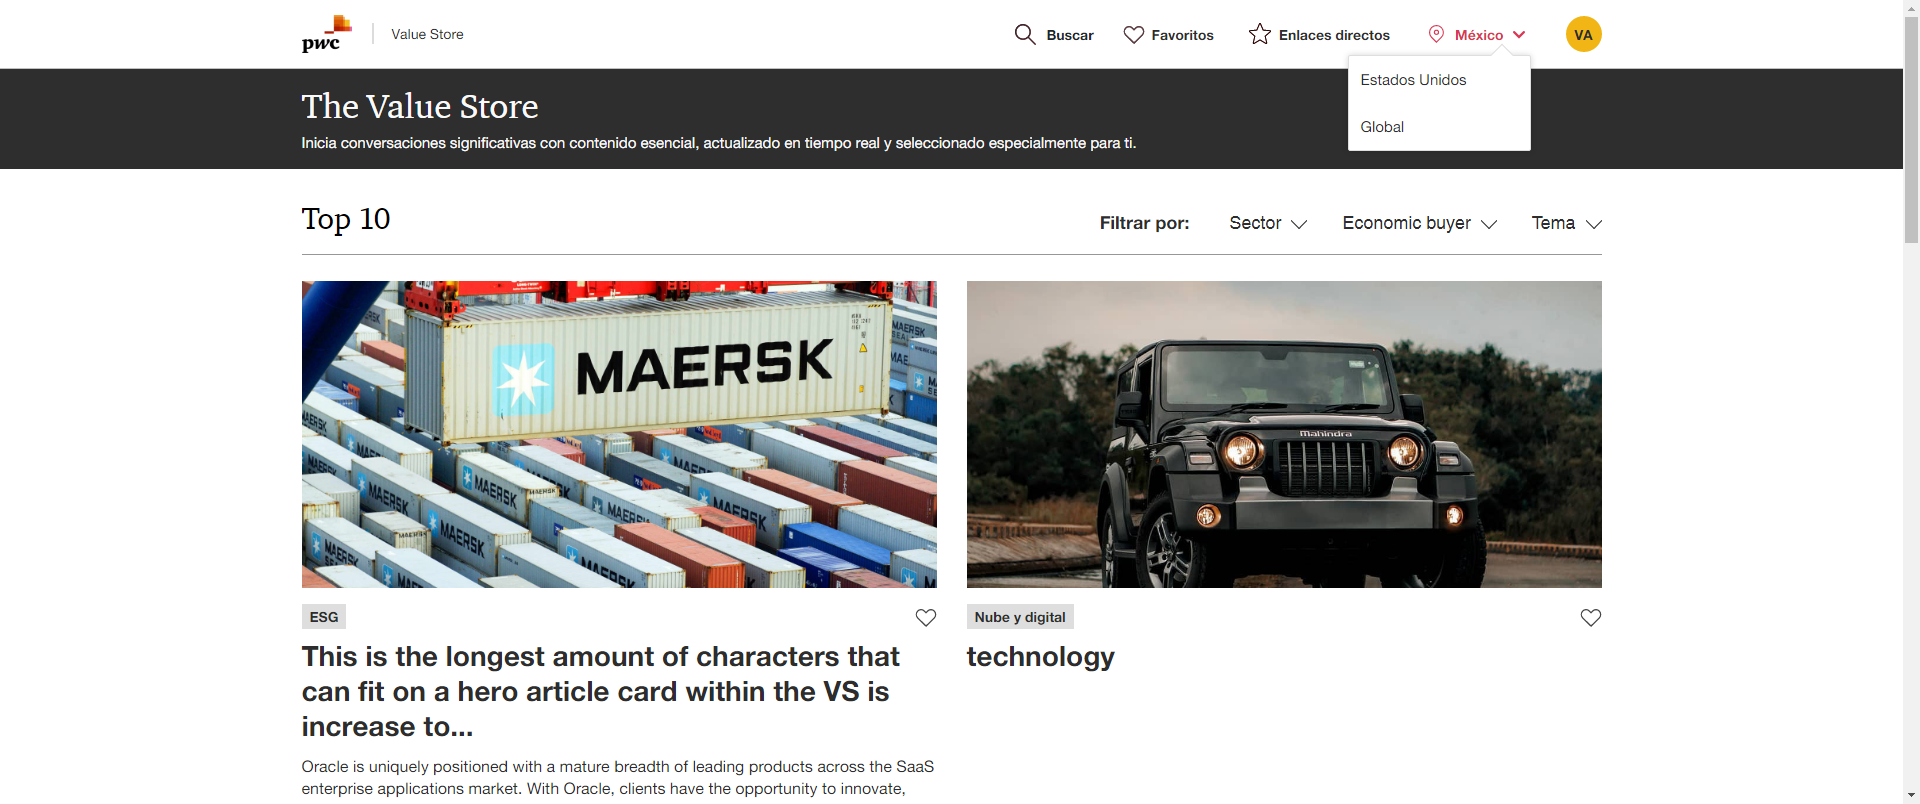 pwc
Value Store
Buscar
Favoritos
Enlaces directos
México
VA
Estados Unidos
Global
The Value Store
Inicia conversaciones significativas con contenido esencial, actualizado en tiempo real y seleccionado especialmente para ti.
Top 10
Filtrar por:
Sector
Economic buyer
Tema
MAERSK
MAERSK
MAERSK
MAERSK
Mahindra
ESG
Nube y digital
This is the longest amount of characters that
can fit on a hero article card within the VS is
increase to...
technology
Oracle is uniquely positioned with a mature breadth of leading products across the SaaS
enterprise applications market. With Oracle, clients have the opportunity to innovate,